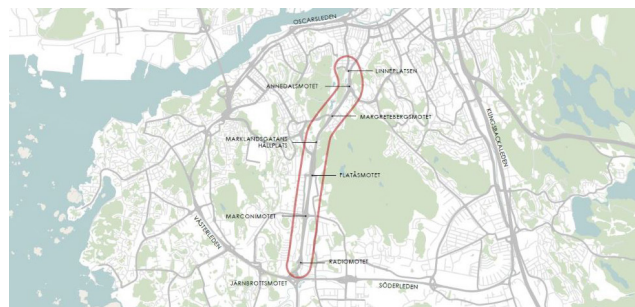 OSCARSLEDEN
LINNÉPLATSEN
ANNEDALSMOTET
MARGRETEBERGSMOTET
KUNGSBACKALEDEN
MARKLANDSGATANS
HÅLLPLATS
FLATÅSMOTET
MARCONIMOTET
VÄSTERLEDEN
RADIOMOTET
JÄRNBROTTSMOTET
SÖDERLEDEN